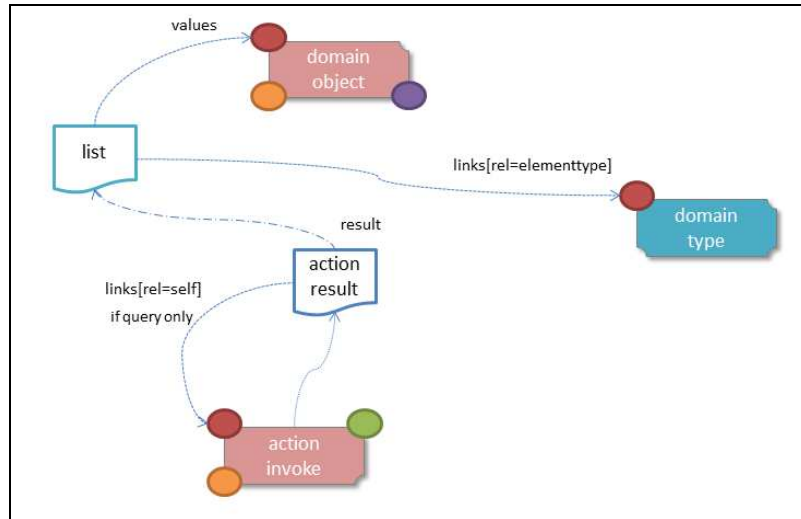 values
domain
object
list
links[rel=elementtype]
domain
type
result
action
result
links[rel=self]
if query only
action
invoke